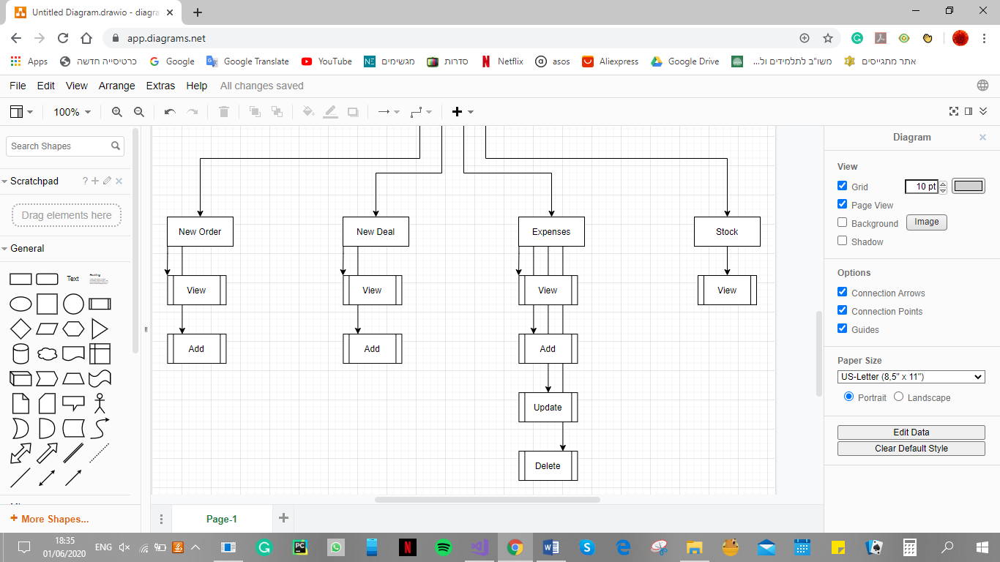 Untitled Diagram.drawio - diagra
app.diagrams.net
Apps
כרטיסייה חדשה
Google
Google Translate
YouTube
מגשימים
סדרות
Netflix
asos
Aliexpress
Google Drive
משו"ב לתלמידים ול...
אתר מתגייסים
File Edit View Arrange Extras Help All changes saved
100%
Search Shapes
Scratchpad
?
Drag elements here
General
Text
Heading
More Shapes...
New Order
New Deal
Expenses
Stock
View
View
View
View
Add
Add
Add
Update
Delete
Page-1
Diagram
View
Grid 10 pt
Page View
Background Image
Shadow
Options
Connection Arrows
Connection Points
Guides
Paper Size
US-Letter (8,5" x 11")
Portrait Landscape
Edit Data
Clear Default Style
18:35
01/06/2020
ENG